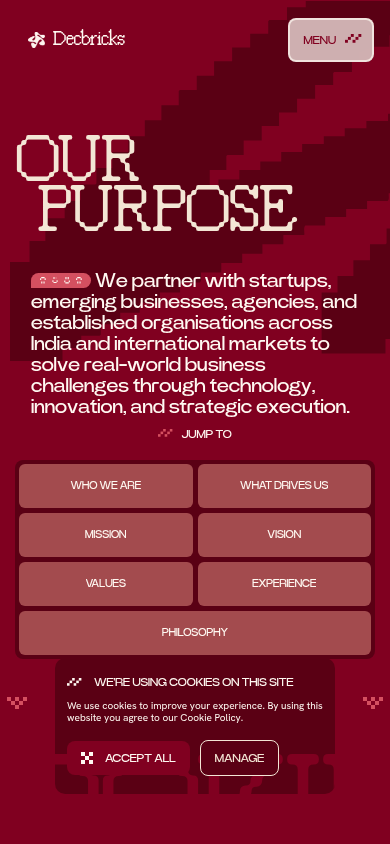 Decbricks
MENU
OUR
PURPOSE
We partner with startups,
emerging businesses, agencies, and
established organisations across
India and international markets to
solve real-world business
challenges through technology,
innovation, and strategic execution.
JUMP TO
WHO WE ARE
WHAT DRIVES US
MISSION
VISION
VALUES
EXPERIENCE
PHILOSOPHY
WE'RE USING COOKIES ON THIS SITE
We use cookies to improve your experience. By using this
website you agree to our Cookie Policy.
ACCEPT ALL
MANAGE